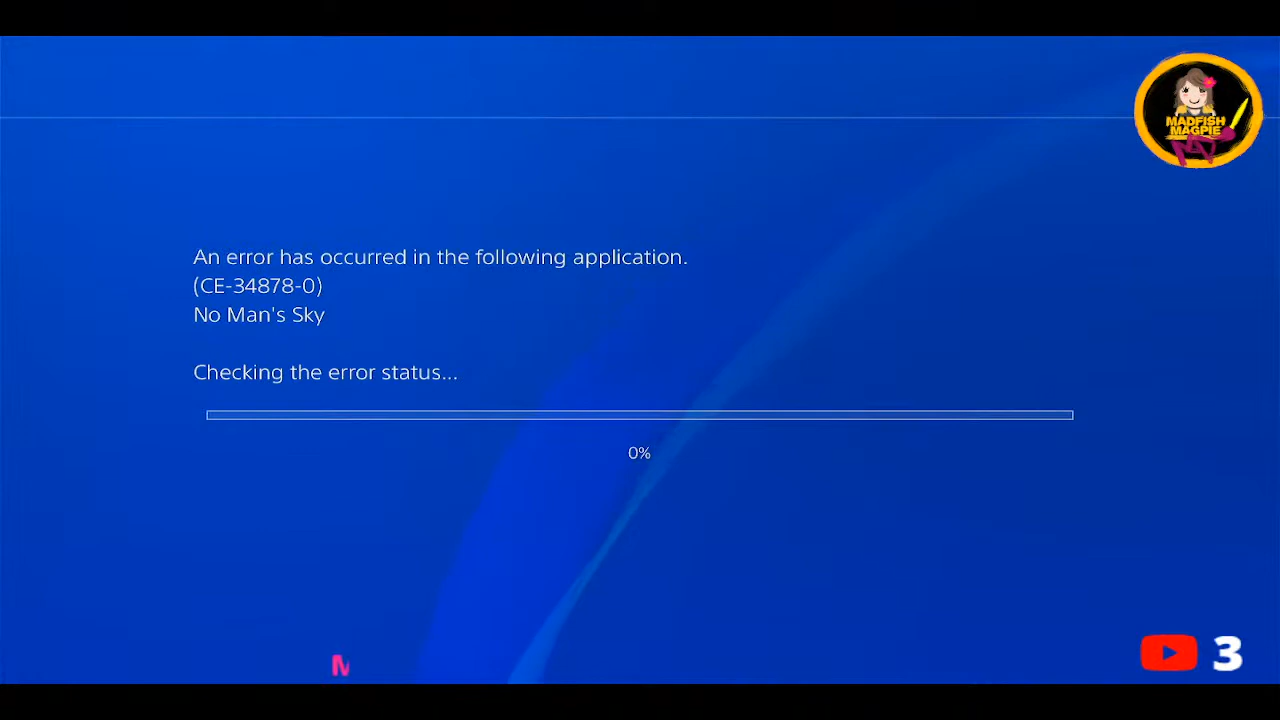 MADFISH
MAGPIE
An error has occurred in the following application.
(CE-34878-0)
No Man's Sky
Checking the error status...
0%
M
3